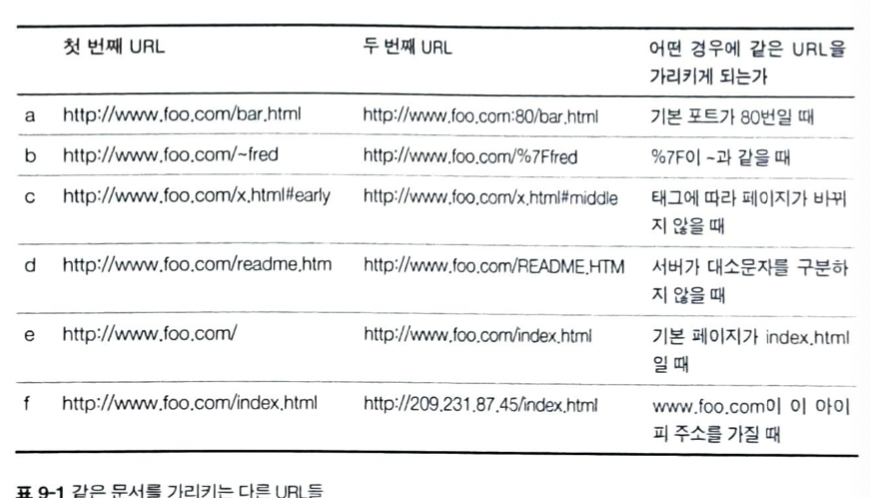 첫 번째 URL 두 번째 URL 어떤 경우에 같은 URL을
가리키게 되는가
a http://www.foo.com/bar.html http://www.foo.com:80/bar.html 기본 포트가 80번일 때
b http://www.foo.com/~fred http://www.foo.com/%7Ffred %7F이 ~과 같을 때
c http://www.foo.com/x.html#early http://www.foo.com/x.html#middle 태그에 따라 페이지가 바뀌
지 않을 때
d http://www.foo.com/readme.htm http://www.foo.com/README.HTM 서버가 대소문자를 구분하
지 않을 때
e http://www.foo.com/ http://www.foo.com/index.html 기본 페이지가 index.html
일 때
f http://www.foo.com/index.html http://209.231.87.45/index.html www.foo.com이 이 아이
피 주소를 가질 때
표 9-1 같은 문서를 가리키는 다른 URL들